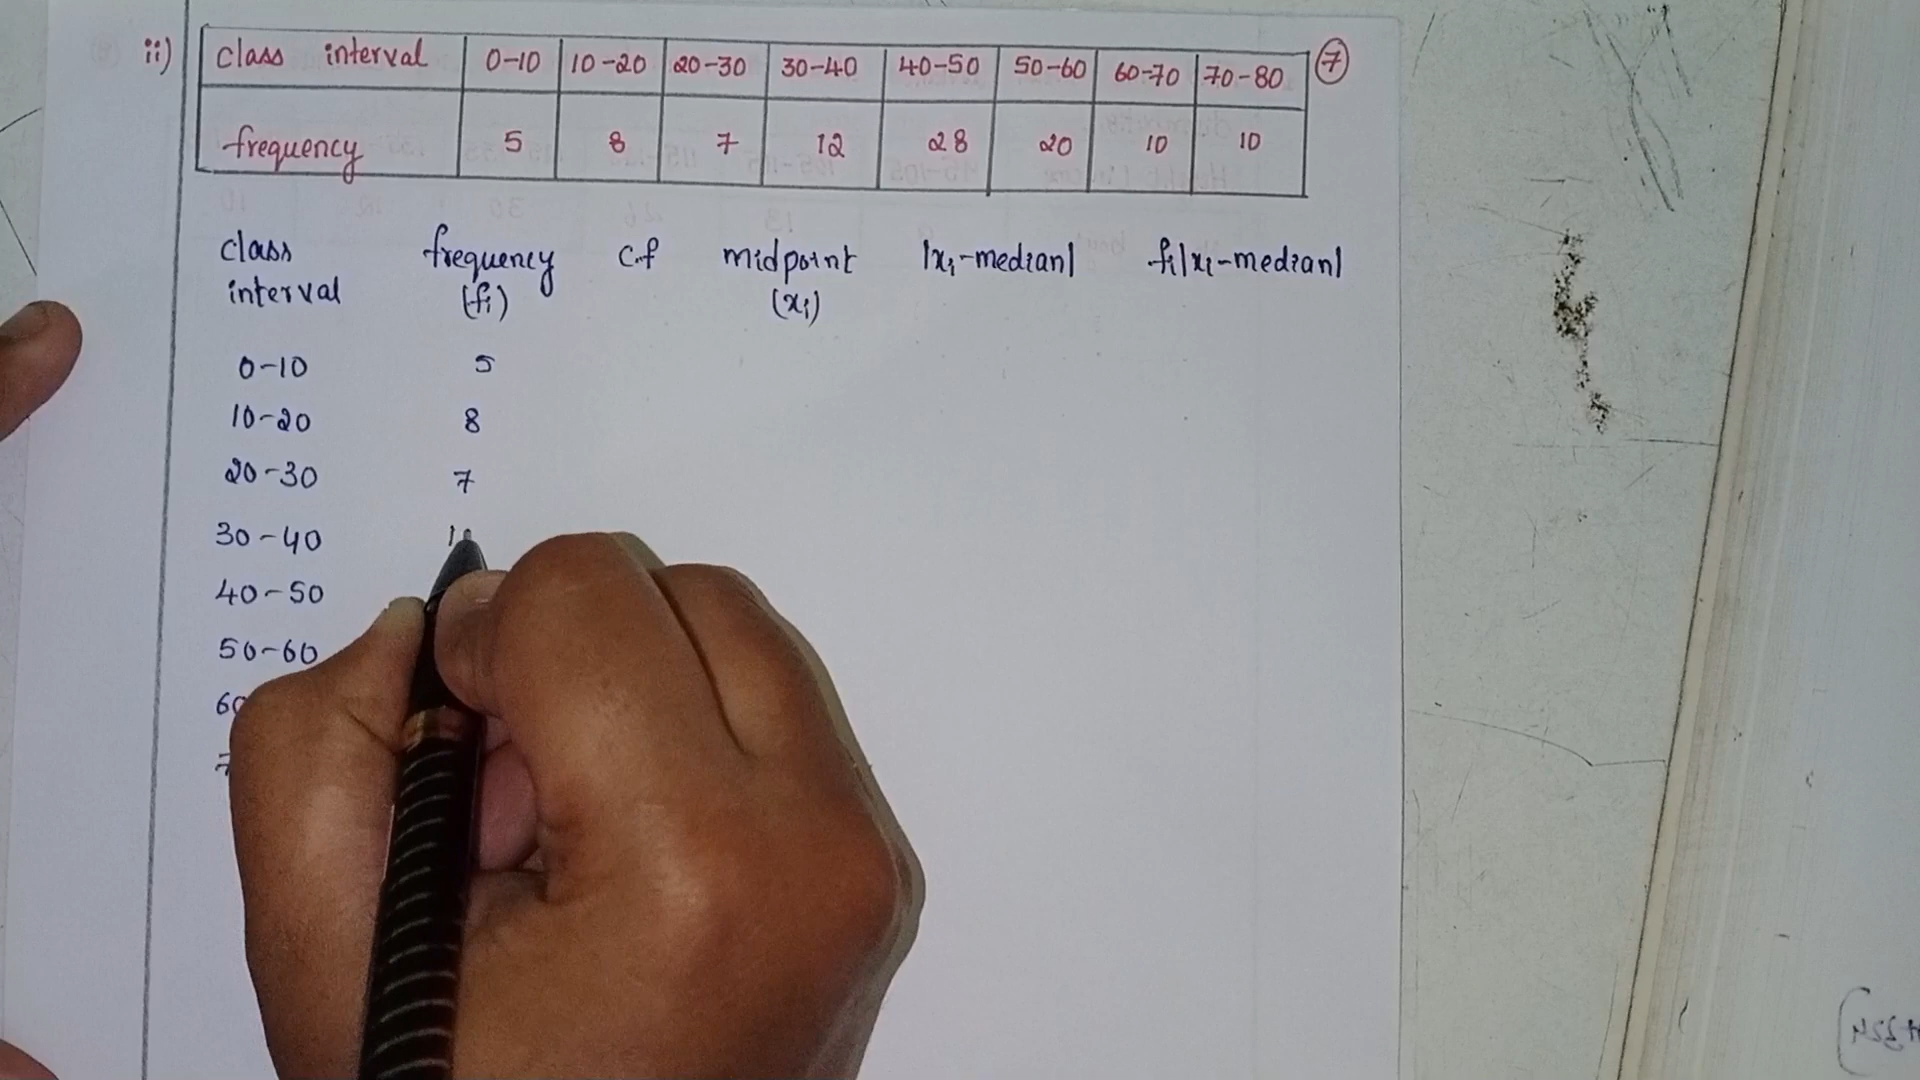 ii) class interval 0-10 10-20 20-30 30-40 40-50 50-60 60-70 70-80 7
frequency 5 8 7 12 28 20 10 10
class interval frequency (fi) c.f midpoint (xi) |xi-median| fi|xi-median|
0-10 5
10-20 8
20-30 7
30-40
40-50
50-60